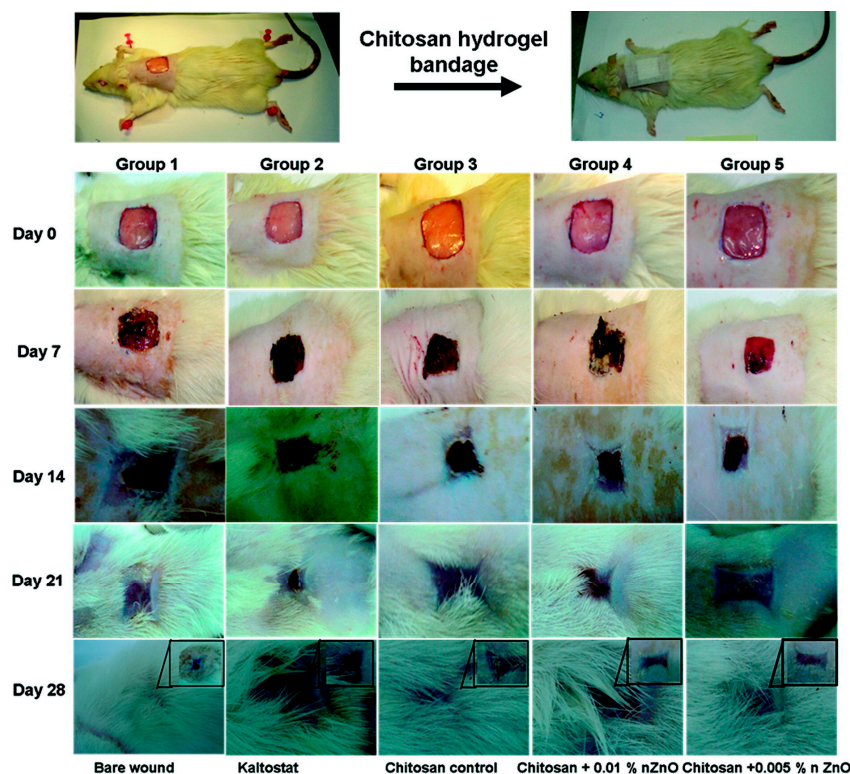 Chitosan hydrogel
bandage
Group 1 Group 2 Group 3 Group 4 Group 5
Day 0
Day 7
Day 14
Day 21
Day 28
Bare wound Kaltostat Chitosan control Chitosan + 0.01 % nZnO Chitosan +0.005 % n ZnO